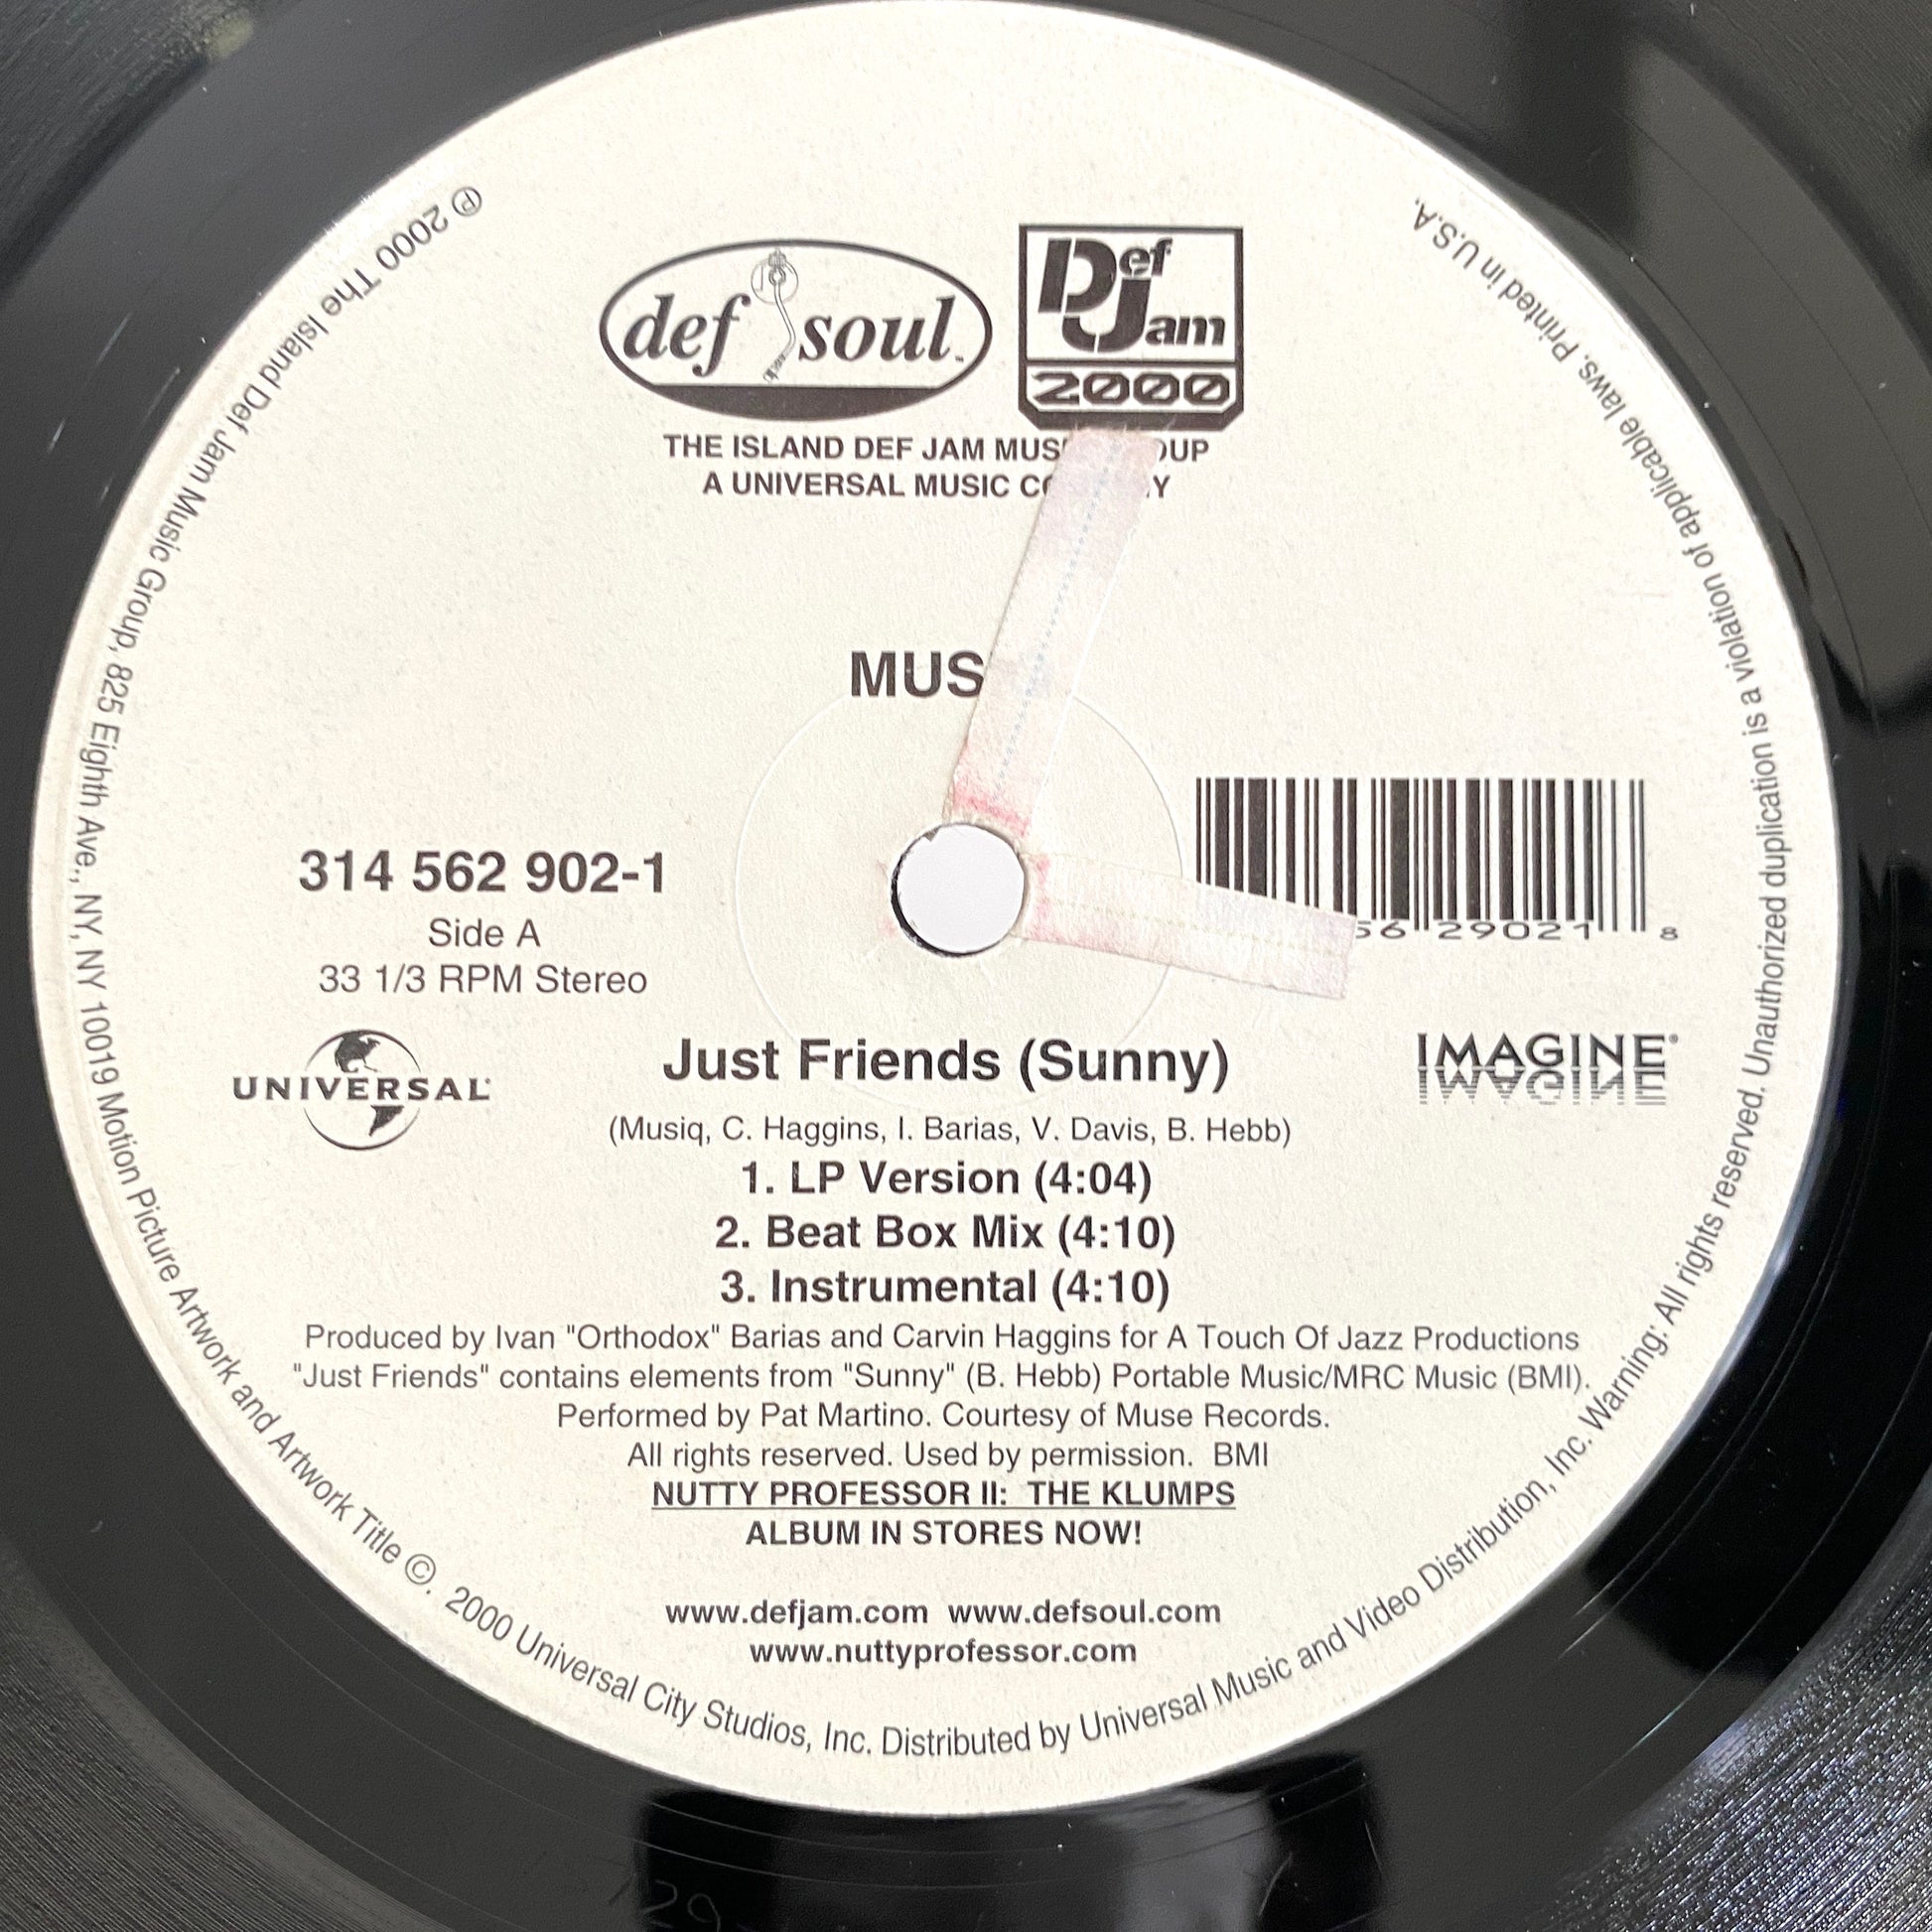 def soul
Def Jam
2000
THE ISLAND DEF JAM
A UNIVERSAL MUSIC
MUS
314 562 902-1
Side A
33 1/3 RPM Stereo
56 29021 8
UNIVERSAL
IMAGINE
Just Friends (Sunny)
(Musiq, C. Haggins, I. Barias, V. Davis, B. Hebb)
1. LP Version (4:04)
2. Beat Box Mix (4:10)
3. Instrumental (4:10)
Produced by Ivan "Orthodox" Barias and Carvin Haggins for A Touch Of Jazz Productions
"Just Friends" contains elements from "Sunny" (B. Hebb) Portable Music/MRC Music (BMI).
Performed by Pat Martino. Courtesy of Muse Records.
All rights reserved. Used by permission. BMI
NUTTY PROFESSOR II: THE KLUMPS
ALBUM IN STORES NOW!
www.defjam.com www.defsoul.com
www.nuttyprofessor.com
℗ 2000 The Island Def Jam Music Group, 825 Eighth Ave., NY, NY 10019 Motion Picture Artwork and Artwork Title ©. 2000 Universal City Studios, Inc. Distributed by Universal Music and Video Distribution, Inc. Warning: All rights reserved. Unauthorized duplication is a violation of applicable laws. Printed in U.S.A.